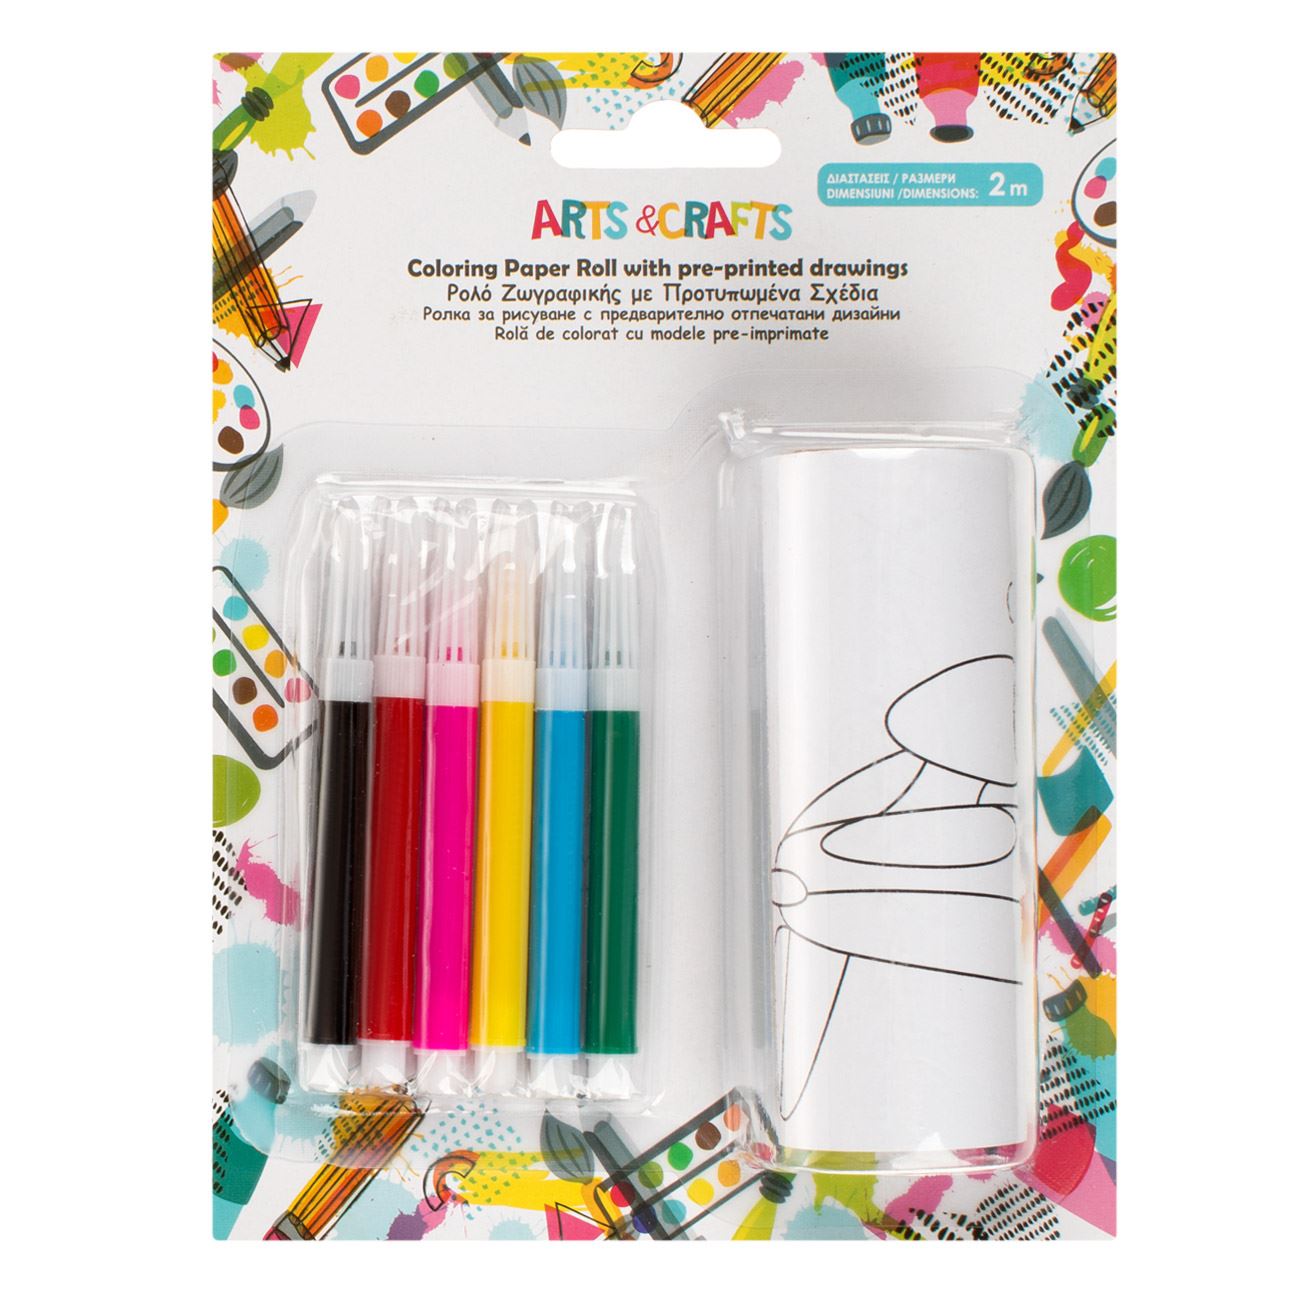 ΔΙΑΣΤΑΣΕΙΣ / РАЗМЕРИ
DIMENSIUNI /DIMENSIONS: 2 m
ARTS &CRAFTS
Coloring Paper Roll with pre-printed drawings
Ρολό Ζωγραφικής με Προτυπωμένα Σχέδια
Ролка за рисуване с предварително отпечатани дизайни
Rolă de colorat cu modele pre-imprimate